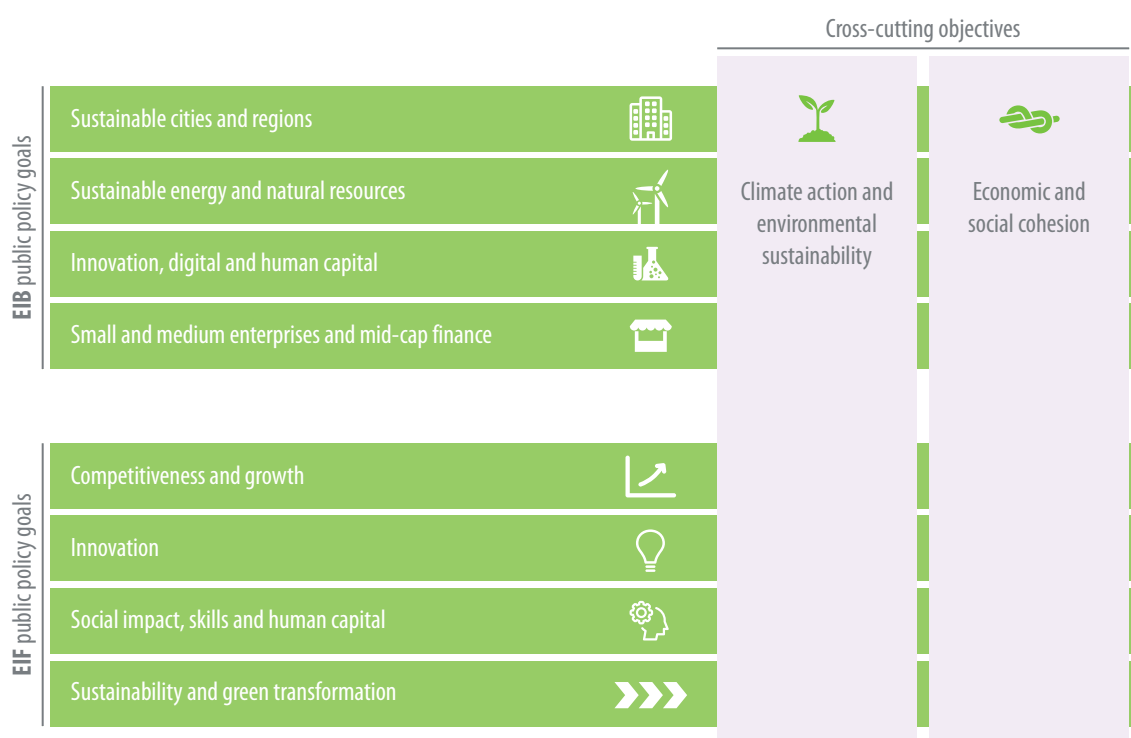 Cross-cutting objectives
EIB public policy goals
Sustainable cities and regions
Sustainable energy and natural resources
Innovation, digital and human capital
Small and medium enterprises and mid-cap finance
Climate action and
environmental
sustainability
Economic and
social cohesion
EIF public policy goals
Competitiveness and growth
Innovation
Social impact, skills and human capital
Sustainability and green transformation